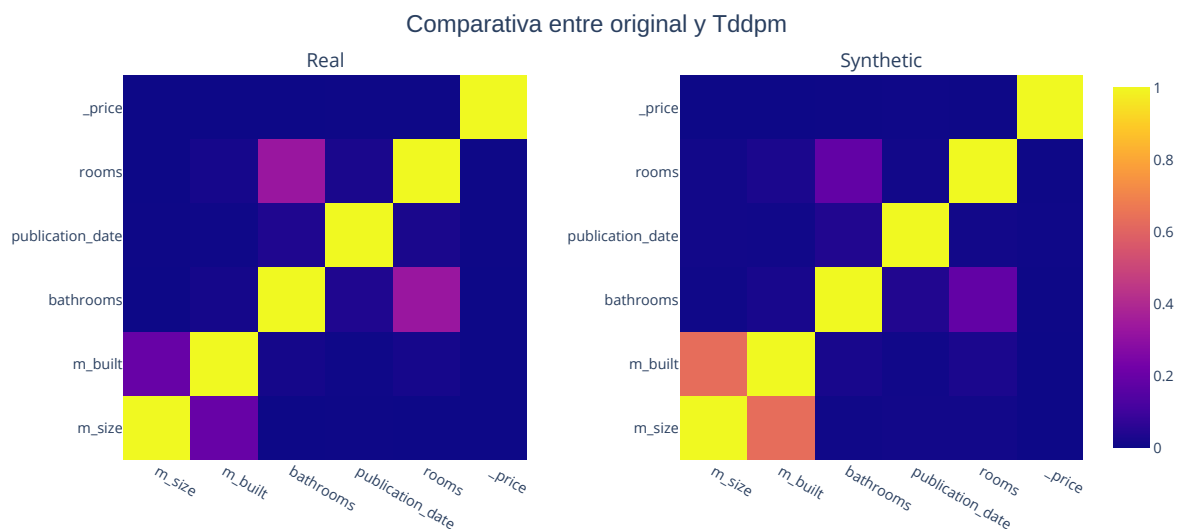 Comparativa entre original y Tddpm
Real
Synthetic
_price
rooms
publication_date
bathrooms
m_built
m_size
m_size
m_built
bathrooms
publication_date
rooms
_price
_price
rooms
publication_date
bathrooms
m_built
m_size
m_size
m_built
bathrooms
publication_date
rooms
_price
1
0.8
0.6
0.4
0.2
0